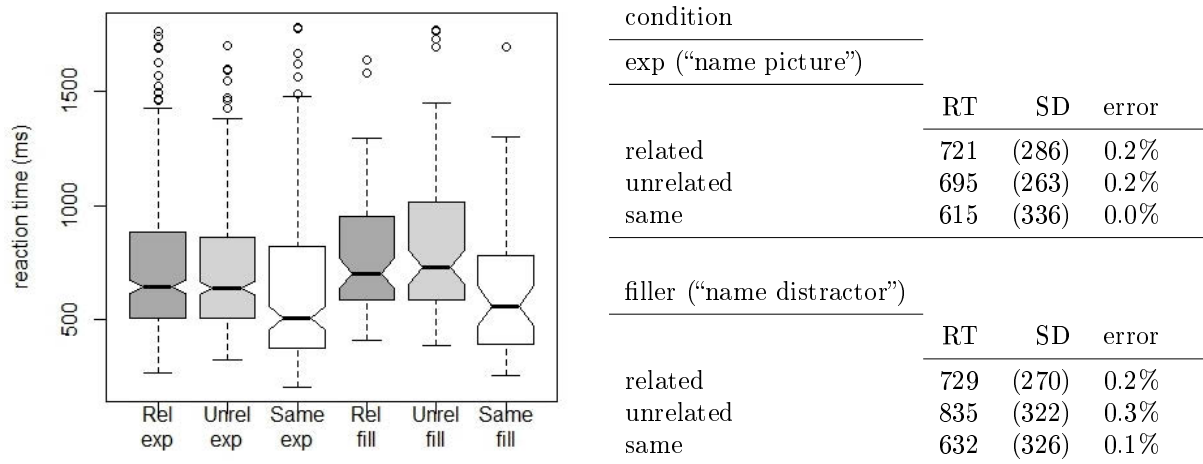 reaction time (ms)
1500
1000
500
Rel Unrel Same Rel Unrel Same
exp exp exp fill fill fill
condition
exp (“name picture”)
RT SD error
related 721 (286) 0.2%
unrelated 695 (263) 0.2%
same 615 (336) 0.0%
filler (“name distractor”)
RT SD error
related 729 (270) 0.2%
unrelated 835 (322) 0.3%
same 632 (326) 0.1%